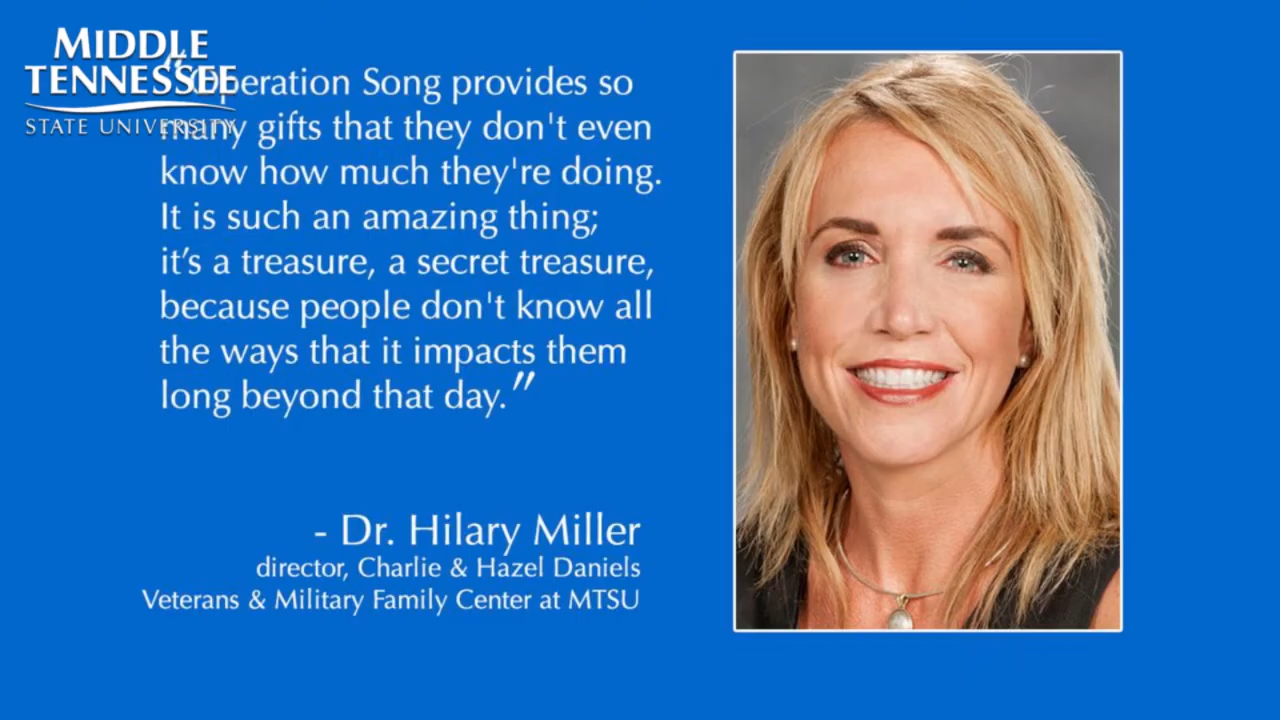 MIDDLE
TENNESSEE
STATE UNIVERSITY
"Operation Song provides so
many gifts that they don't even
know how much they're doing.
It is such an amazing thing;
it’s a treasure, a secret treasure,
because people don't know all
the ways that it impacts them
long beyond that day."
- Dr. Hilary Miller
director, Charlie & Hazel Daniels
Veterans & Military Family Center at MTSU